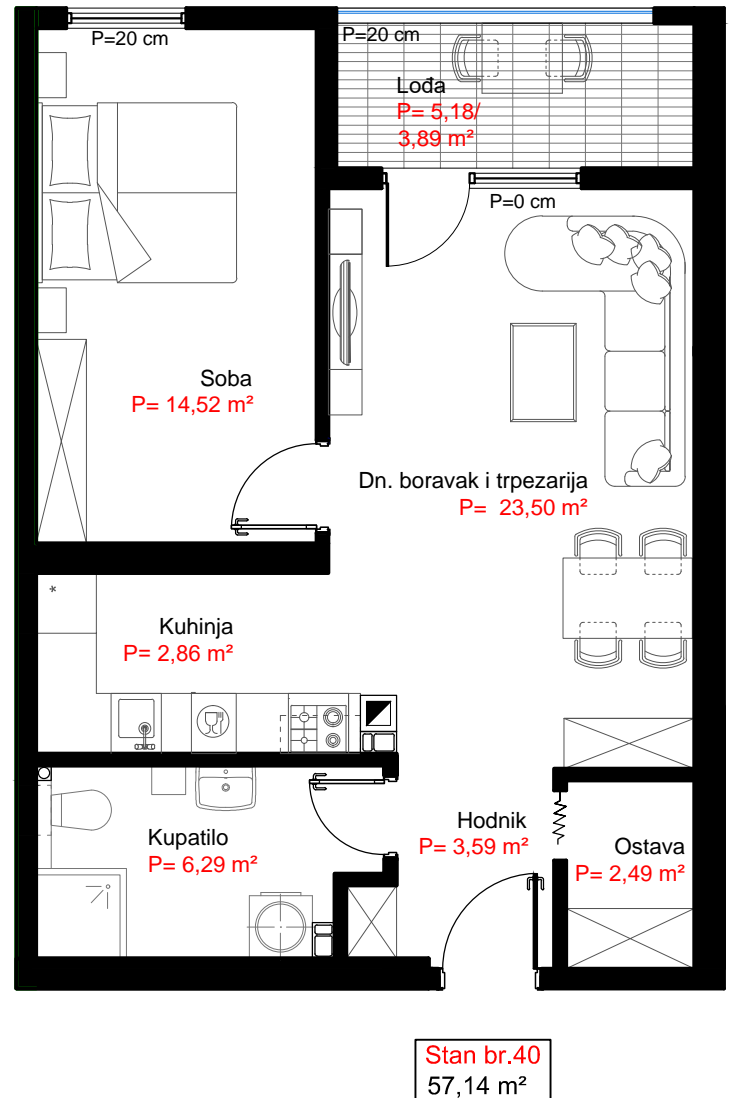 P=20 cm
P=20 cm
Lođa
P= 5,18/
3,89 m²
P=0 cm
Soba
P= 14,52 m²
Dn. boravak i trpezarija
P= 23,50 m²
*
Kuhinja
P= 2,86 m²
Kupatilo
P= 6,29 m²
Hodnik
P= 3,59 m²
Ostava
P= 2,49 m²
Stan br.40
57,14 m²